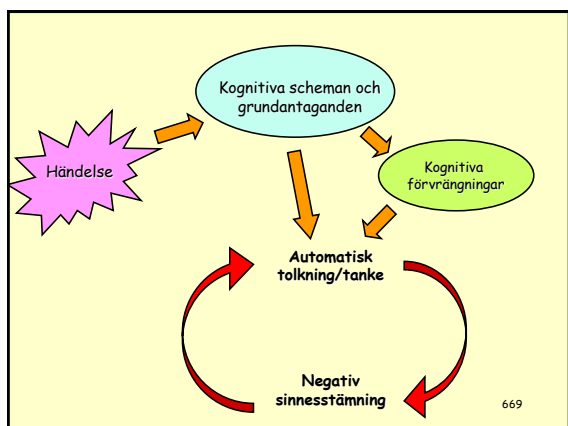 Kognitiva scheman och
grundantaganden
Händelse
Kognitiva
förvrängningar
Automatisk
tolkning/tanke
Negativ
sinnesstämning
669